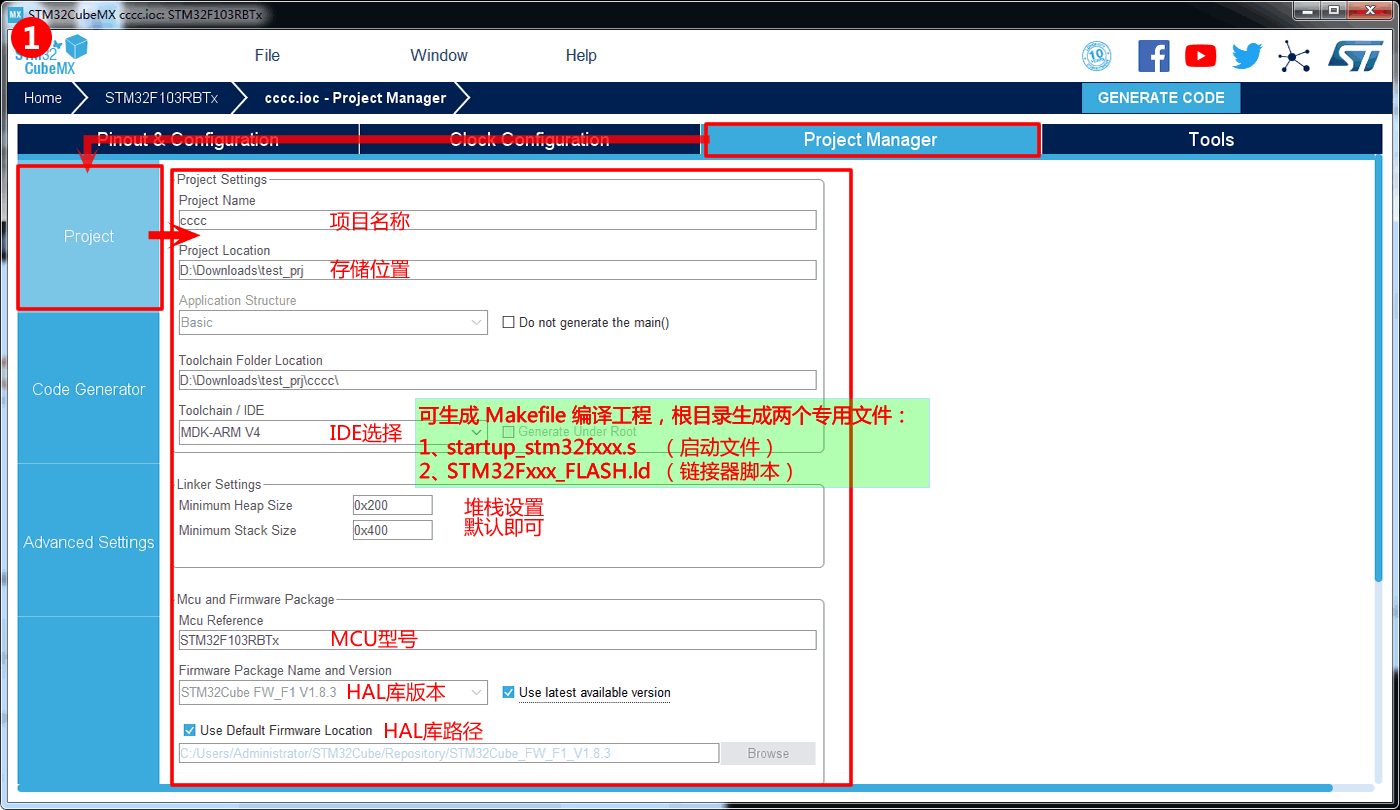 STM32CubeMX cccc.ioc: STM32F103RBTx
1
STM32
CubeMX
File
Window
Help
10
Home
STM32F103RBTx
cccc.ioc - Project Manager
GENERATE CODE
Pinout & Configuration
Clock Configuration
Project Manager
Tools
Project
Code Generator
Advanced Settings
Project Settings
Project Name
cccc 项目名称
Project Location
D:\Downloads\test_prj 存储位置
Application Structure
Basic
Do not generate the main()
Toolchain Folder Location
D:\Downloads\test_prj\cccc\
Toolchain / IDE
MDK-ARM V4 IDE选择
Generate Under Root
可生成 Makefile 编译工程，根目录生成两个专用文件：
1、startup_stm32fxxx.s （启动文件）
2、STM32Fxxx_FLASH.ld （链接器脚本）
Linker Settings
Minimum Heap Size 0x200
Minimum Stack Size 0x400
堆栈设置
默认即可
Mcu and Firmware Package
Mcu Reference
STM32F103RBTx MCU型号
Firmware Package Name and Version
STM32Cube FW_F1 V1.8.3 HAL库版本
Use latest available version
Use Default Firmware Location HAL库路径
C:/Users/Administrator/STM32Cube/Repository/STM32Cube_FW_F1_V1.8.3
Browse